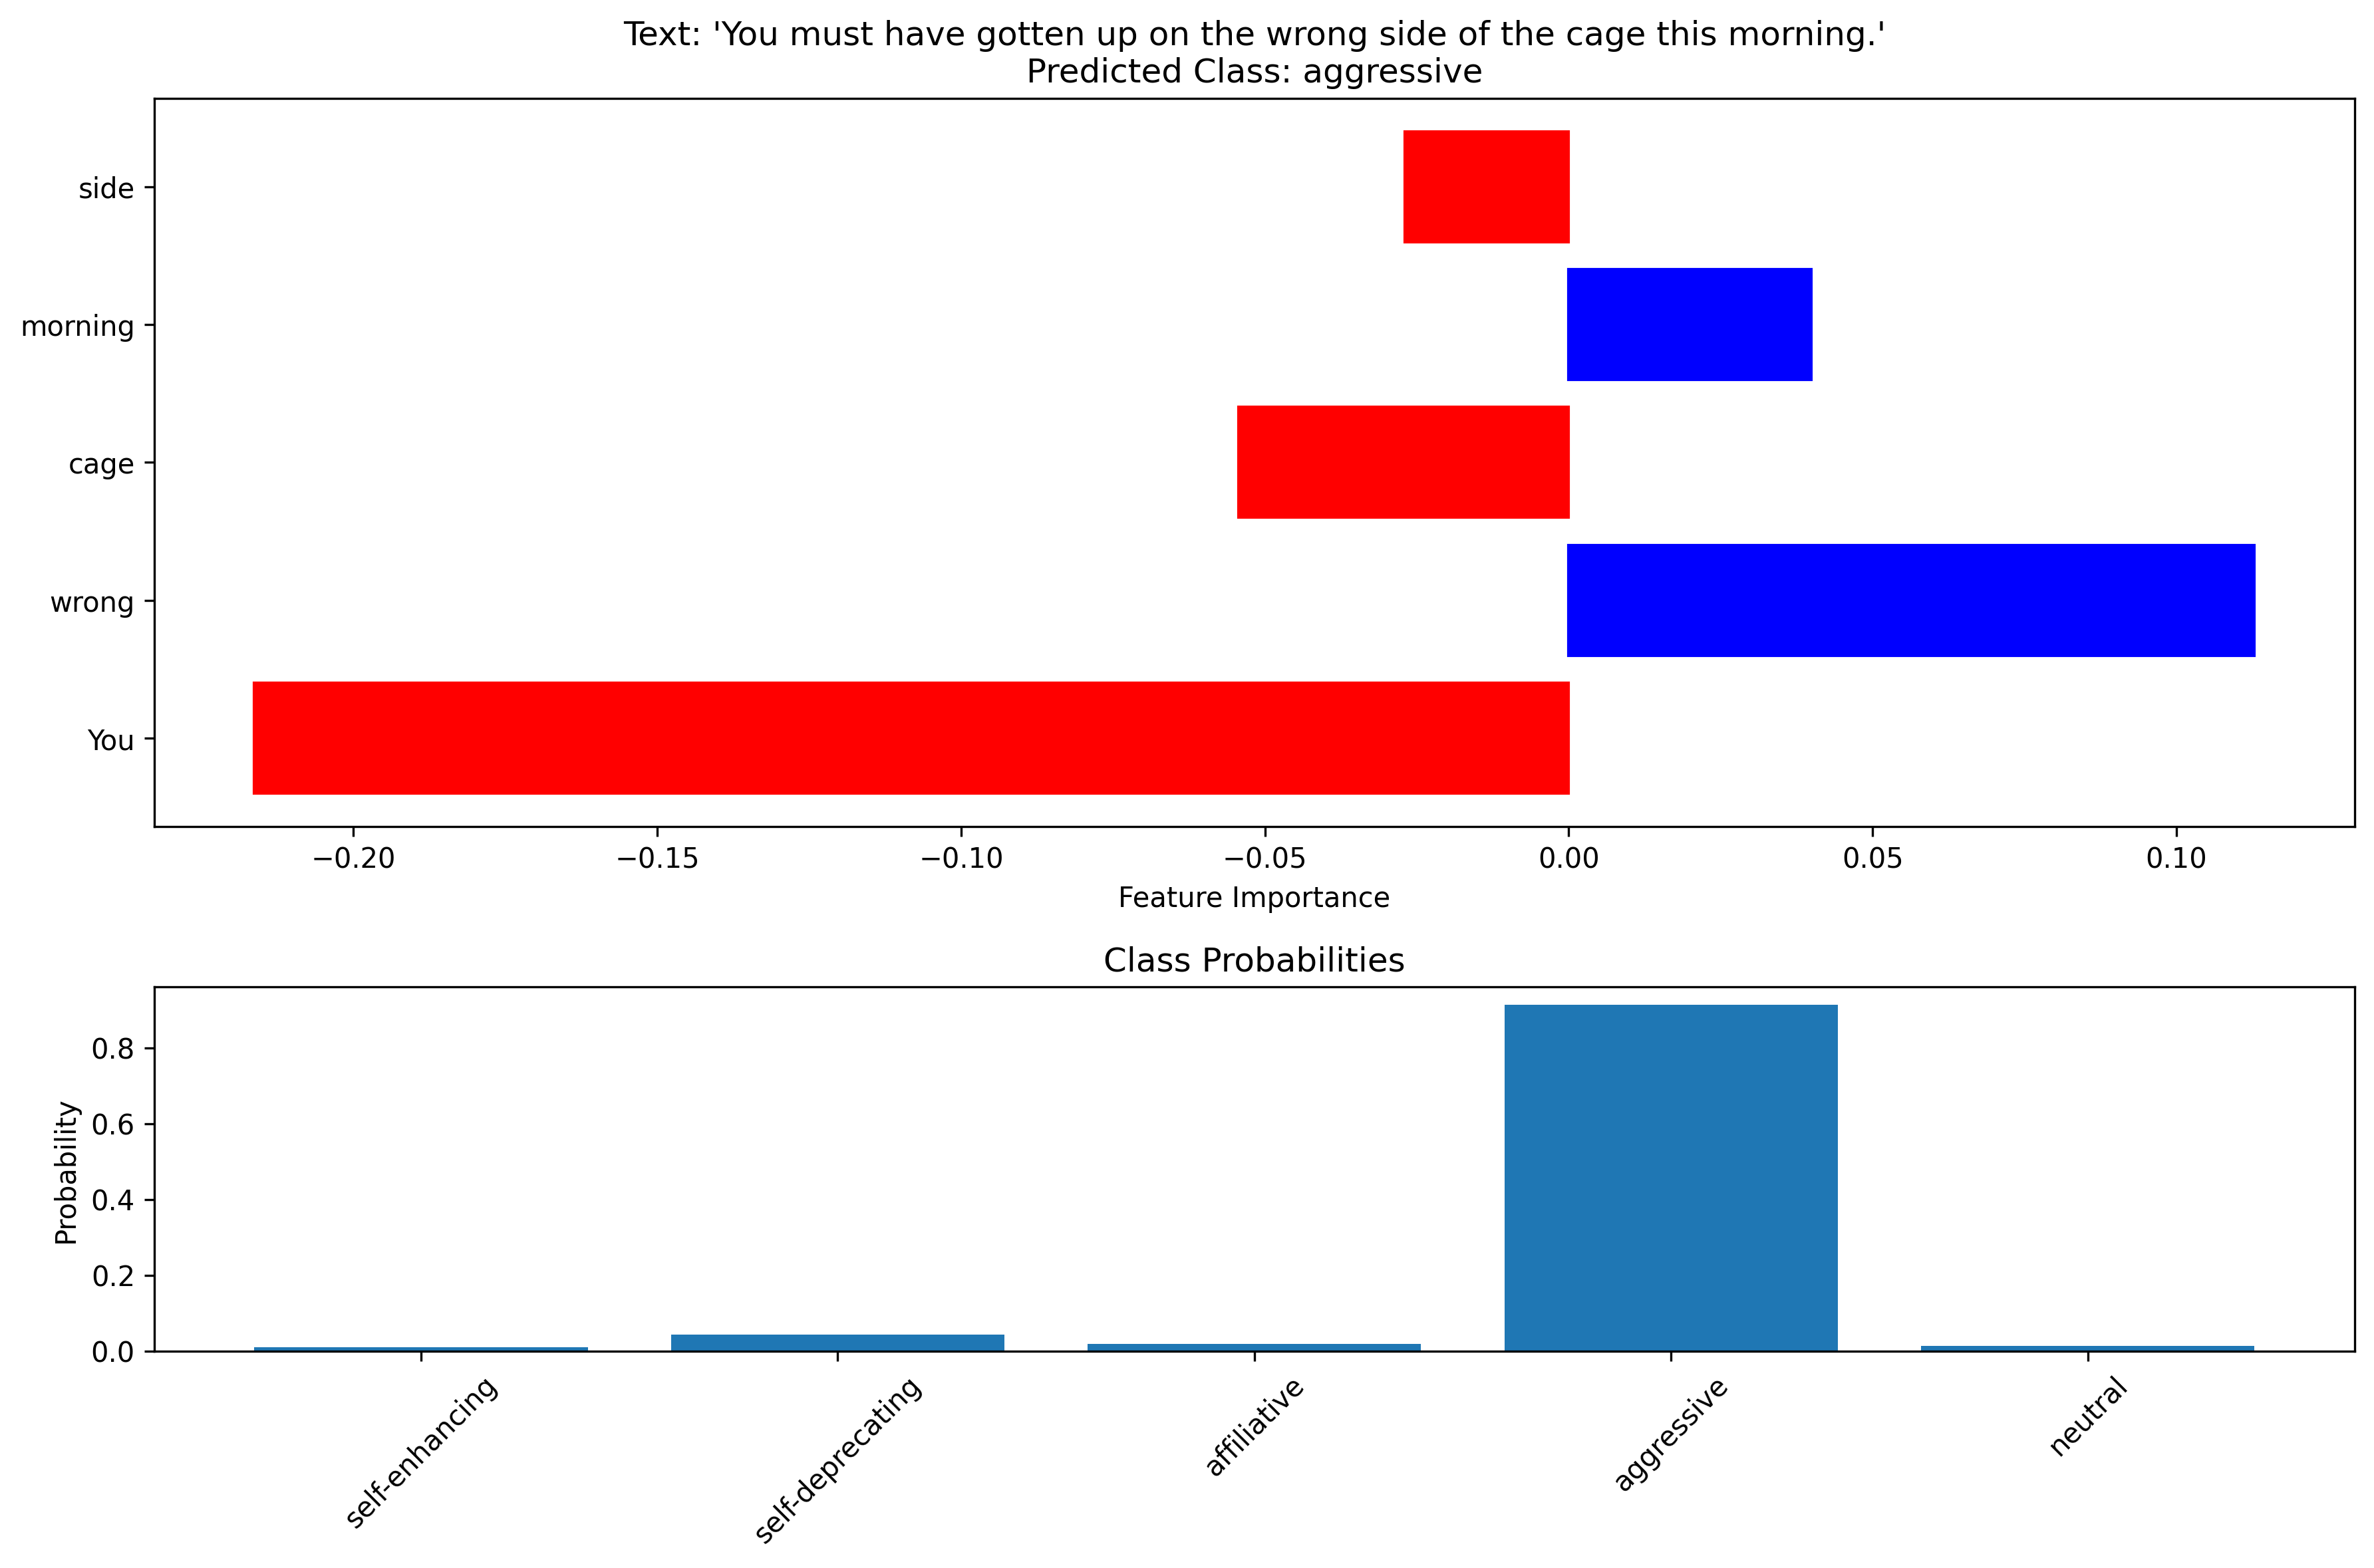 Text: 'You must have gotten up on the wrong side of the cage this morning.'
Predicted Class: aggressive
side
morning
cage
wrong
You
−0.20 −0.15 −0.10 −0.05 0.00 0.05 0.10
Feature Importance
Class Probabilities
Probability
0.8
0.6
0.4
0.2
0.0
self-enhancing self-deprecating affiliative aggressive neutral